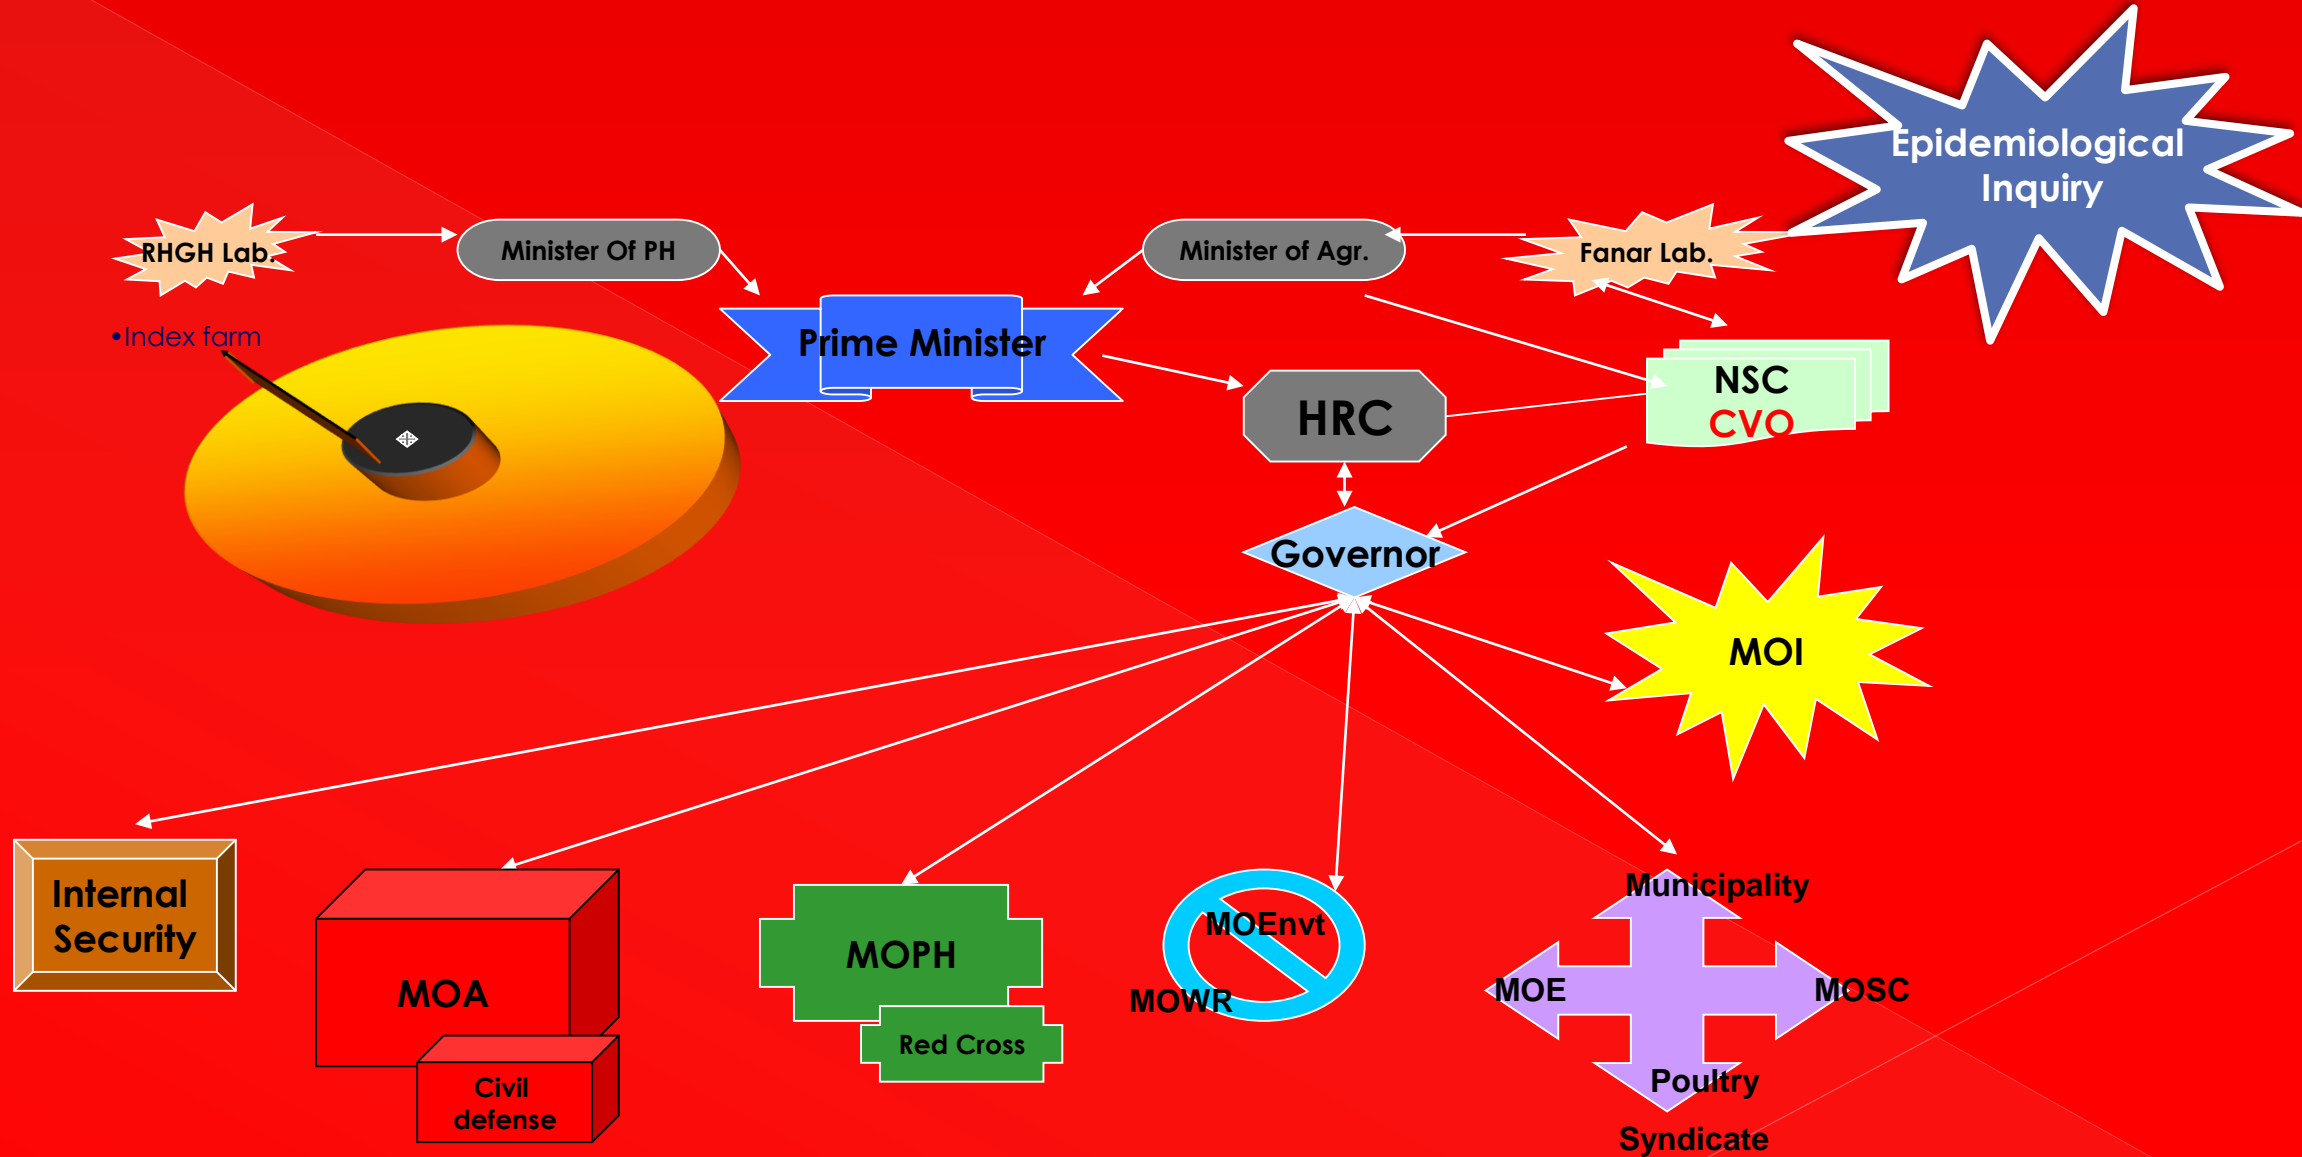 Epidemiological
Inquiry
RHGH Lab.
Minister Of PH
Minister of Agr.
Fanar Lab.
•Index farm
Prime Minister
HRC
NSC
CVO
Governor
MOI
Internal
Security
MOA
Civil
defense
MOPH
Red Cross
MOEnvt
MOWR
Municipality
MOE
MOSC
Poultry
Syndicate